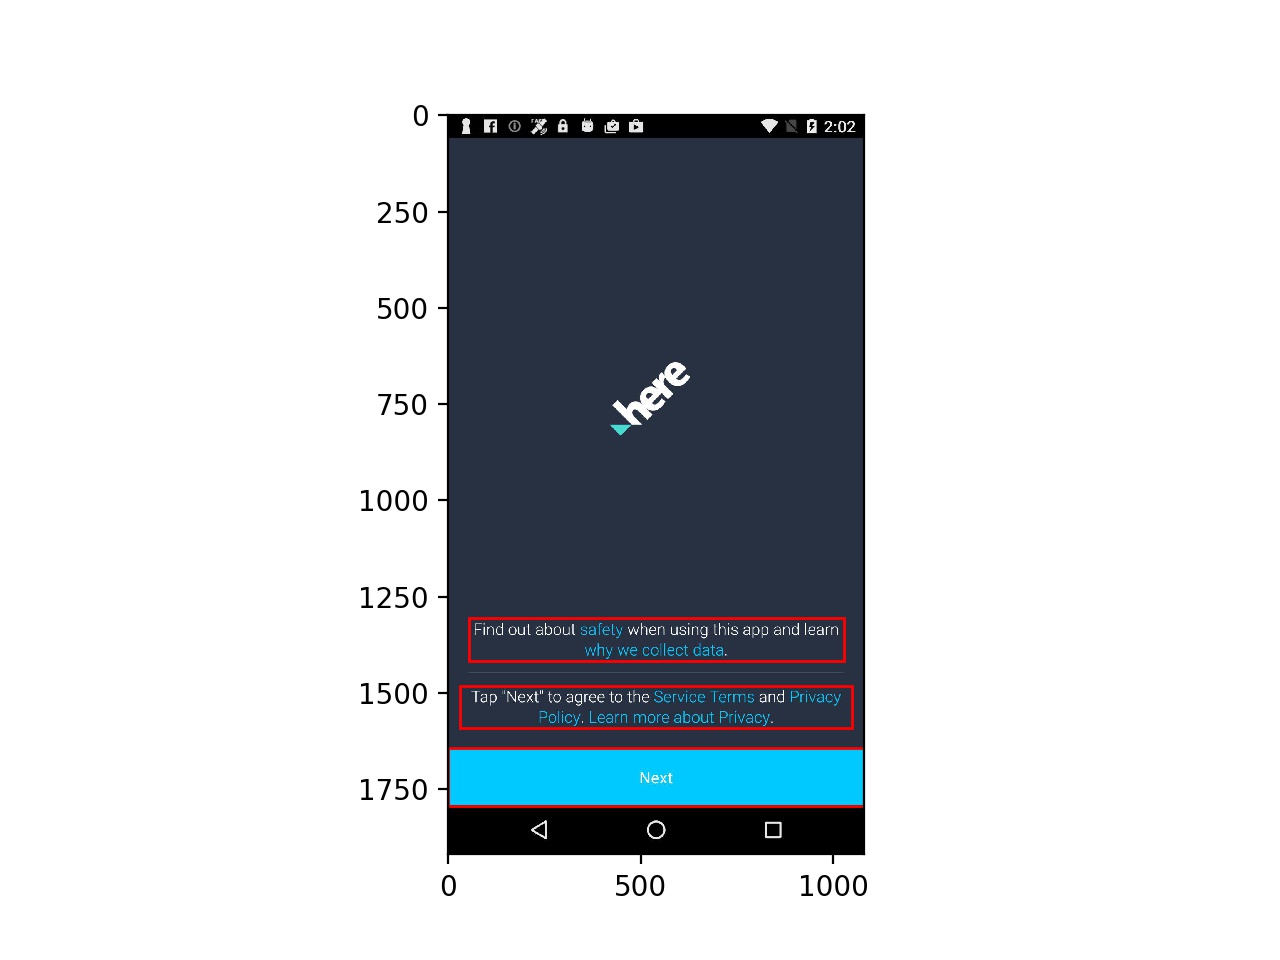 0
2:02
250
500
here
750
1000
1250
Find out about safety when using this app and learn
why we collect data.
1500
Tap "Next" to agree to the Service Terms and Privacy
Policy. Learn more about Privacy.
Next
1750
0 500 1000